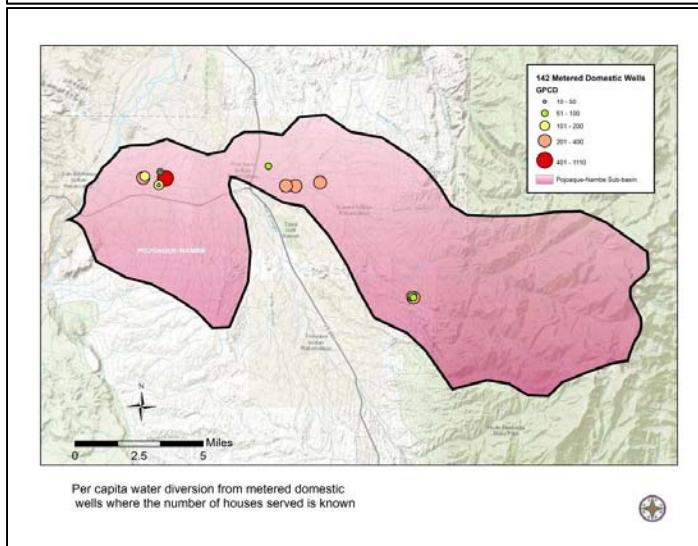 142 Metered Domestic Wells
GPCD
10 - 50
51 - 100
101 - 200
201 - 400
401 - 1110
Pojoaque-Nambe Sub-basin
POJOAQUE-NAMBE
N
Miles
0 2.5 5
Per capita water diversion from metered domestic
wells where the number of houses served is known